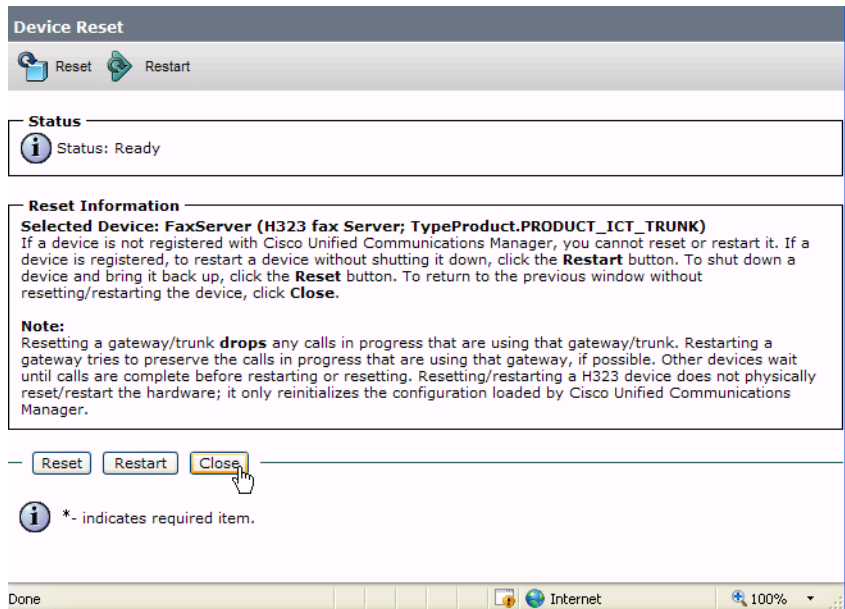 Device Reset
Reset Restart
Status
Status: Ready
Reset Information
Selected Device: FaxServer (H323 fax Server; TypeProduct.PRODUCT_ICT_TRUNK)
If a device is not registered with Cisco Unified Communications Manager, you cannot reset or restart it. If a
device is registered, to restart a device without shutting it down, click the Restart button. To shut down a
device and bring it back up, click the Reset button. To return to the previous window without
resetting/restarting the device, click Close.
Note:
Resetting a gateway/trunk drops any calls in progress that are using that gateway/trunk. Restarting a
gateway tries to preserve the calls in progress that are using that gateway, if possible. Other devices wait
until calls are complete before restarting or resetting. Resetting/restarting a H323 device does not physically
reset/restart the hardware; it only reinitializes the configuration loaded by Cisco Unified Communications
Manager.
Reset Restart Close
*- indicates required item.
Done Internet 100%